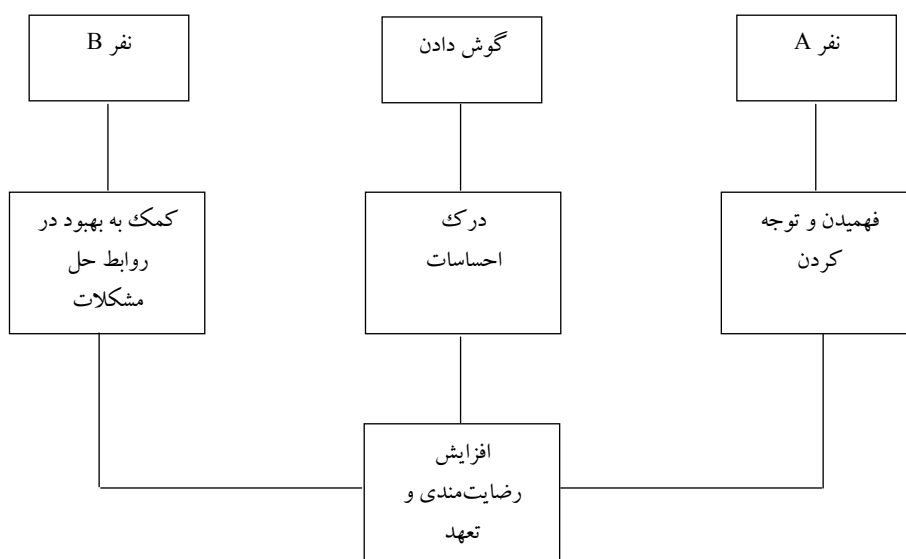 نفر A
گوش دادن
نفر B
فهمیدن و توجه
کردن
درک
احساسات
کمک به بهبود در
روابط حل
مشکلات
افزایش
رضایت‌مندی و
تعهد